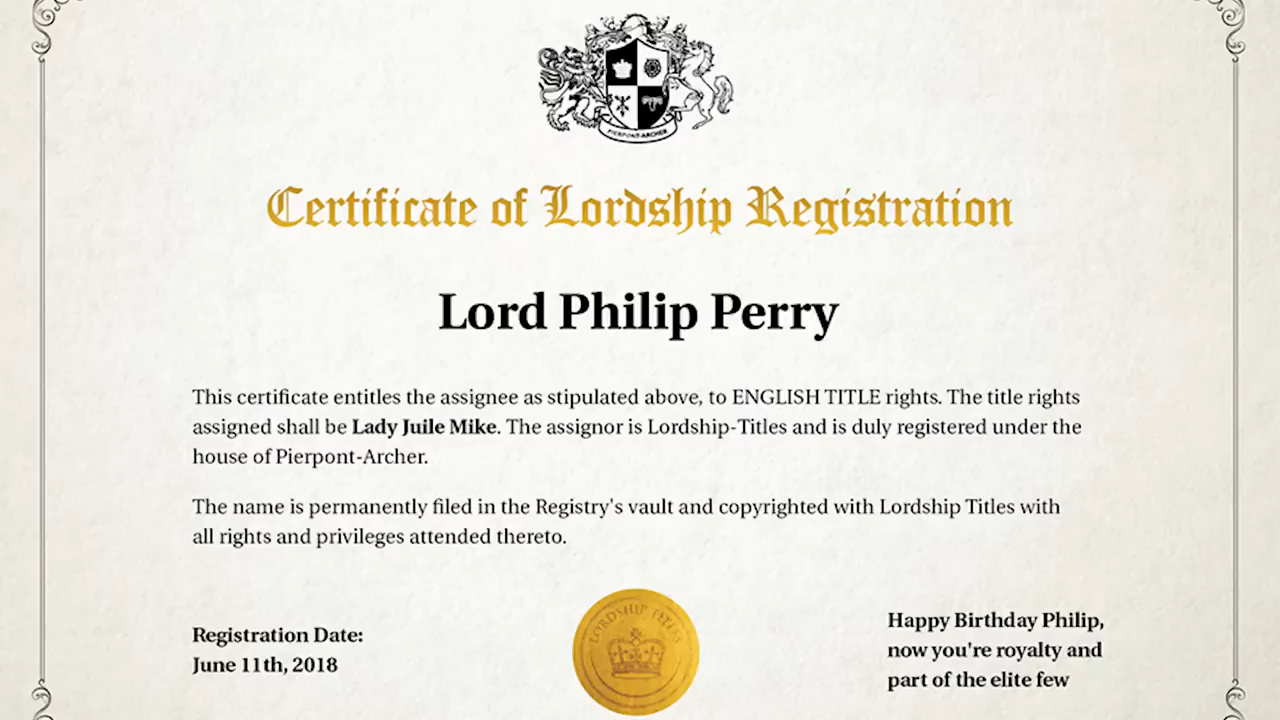 PIERPONT-ARCHER
Certificate of Lordship Registration
Lord Philip Perry
This certificate entitles the assignee as stipulated above, to ENGLISH TITLE rights. The title rights
assigned shall be Lady Juile Mike. The assignor is Lordship-Titles and is duly registered under the
house of Pierpont-Archer.
The name is permanently filed in the Registry's vault and copyrighted with Lordship Titles with
all rights and privileges attended thereto.
Registration Date:
June 11th, 2018
LORDSHIP TITLES
Happy Birthday Philip,
now you're royalty and
part of the elite few